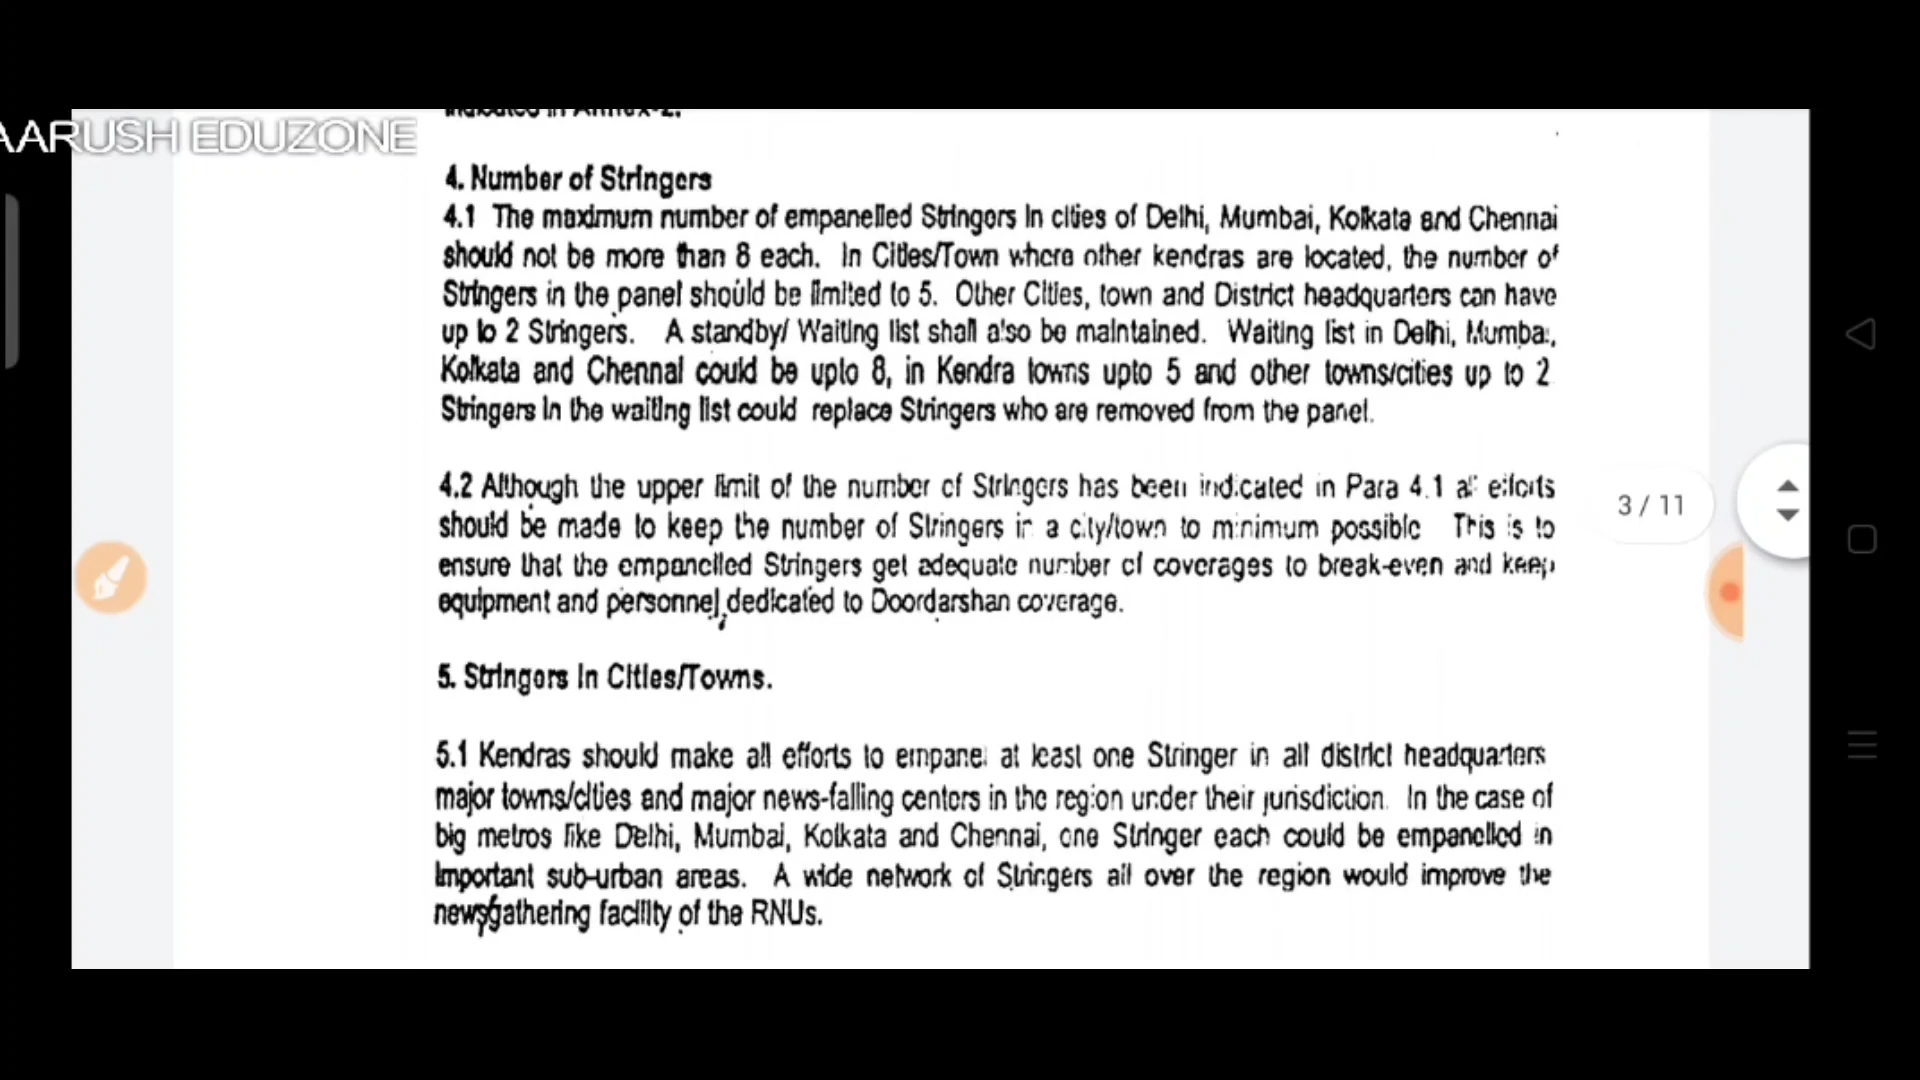 indicated in Annex-2.
AARUSH EDUZONE
4. Number of Stringers
4.1 The maximum number of empanelled Stringers in cities of Delhi, Mumbai, Kolkata and Chennai
should not be more than 8 each. In Cities/Town where other kendras are located, the number of
Stringers in the panel should be limited to 5. Other Cities, town and District headquarters can have
up to 2 Stringers. A standby/ Waiting list shall also be maintained. Waiting list in Delhi, Mumbai,
Kolkata and Chennai could be upto 8, in Kendra towns upto 5 and other towns/cities up to 2
Stringers in the waiting list could replace Stringers who are removed from the panel.
4.2 Although the upper limit of the number of Stringers has been indicated in Para 4.1 all efforts
should be made to keep the number of Stringers in a city/town to minimum possible This is to
ensure that the empanelled Stringers get adequate number of coverages to break-even and keep
equipment and personnel dedicated to Doordarshan coverage.
3 / 11
5. Stringers in Cities/Towns.
5.1 Kendras should make all efforts to empanel at least one Stringer in all district headquarters
major towns/cities and major news-falling centers in the region under their jurisdiction. In the case of
big metros like Delhi, Mumbai, Kolkata and Chennai, one Stringer each could be empanelled in
important sub-urban areas. A wide network of Stringers all over the region would improve the
newsgathering facility of the RNUs.